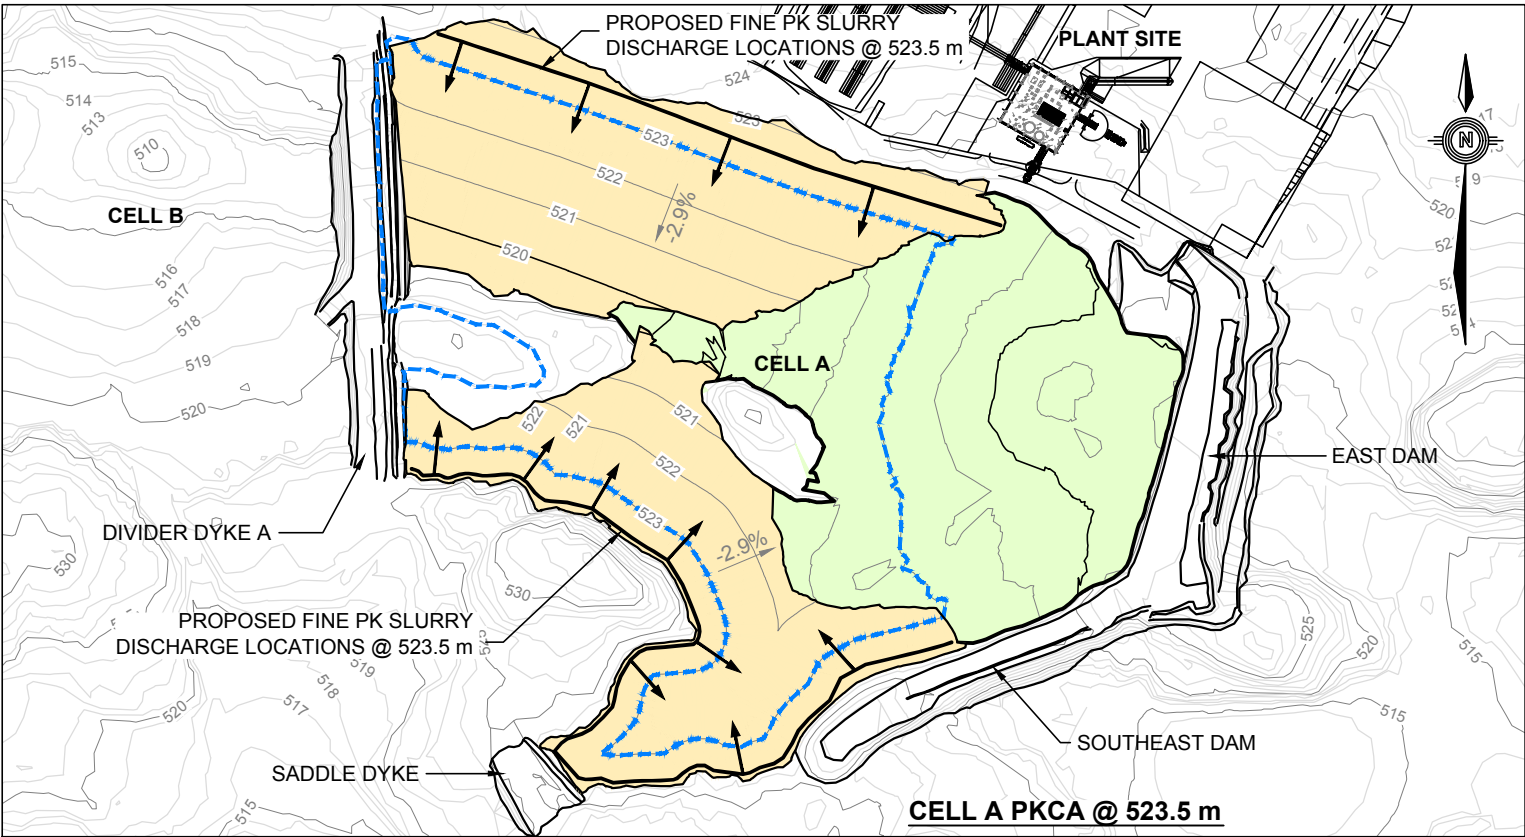 PROPOSED FINE PK SLURRY
DISCHARGE LOCATIONS @ 523.5 m
PLANT SITE
515
514
513
510
524
523
523
522
521
520
-2.9%
CELL B
N
17
9
520
516
517
518
519
520
CELL A
522
521
521
522
523
-2.9%
EAST DAM
DIVIDER DYKE A
530
530
PROPOSED FINE PK SLURRY
DISCHARGE LOCATIONS @ 523.5 m
525
520
515
519
518
517
520
515
515
SADDLE DYKE
SOUTHEAST DAM
CELL A PKCA @ 523.5 m